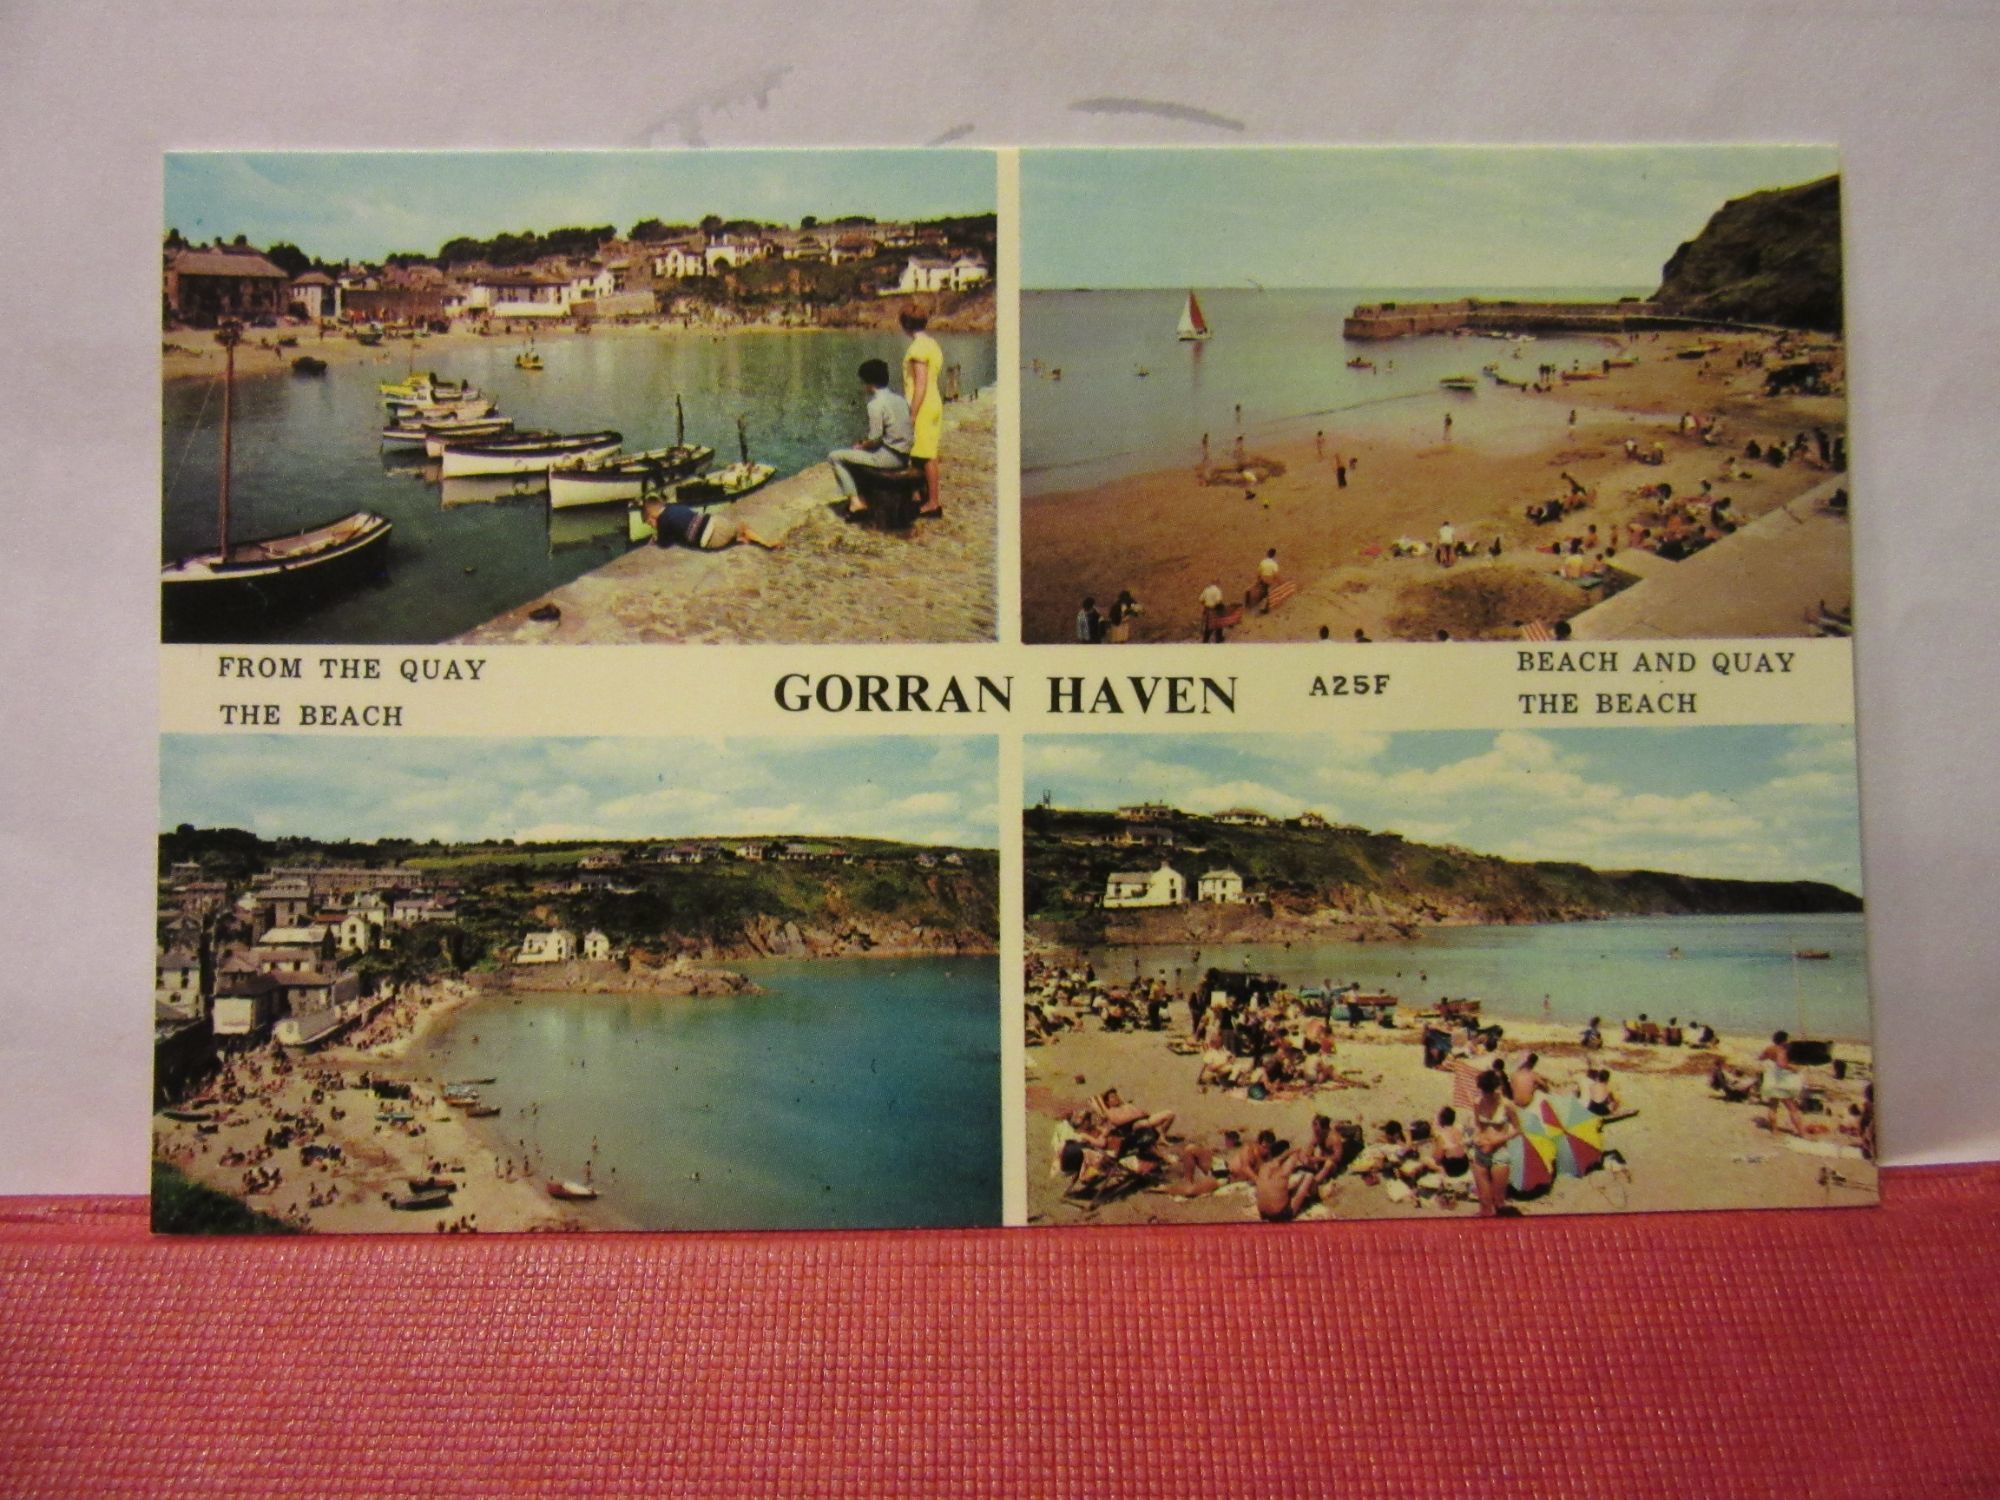 FROM THE QUAY
THE BEACH
GORRAN HAVEN
A25F
BEACH AND QUAY
THE BEACH